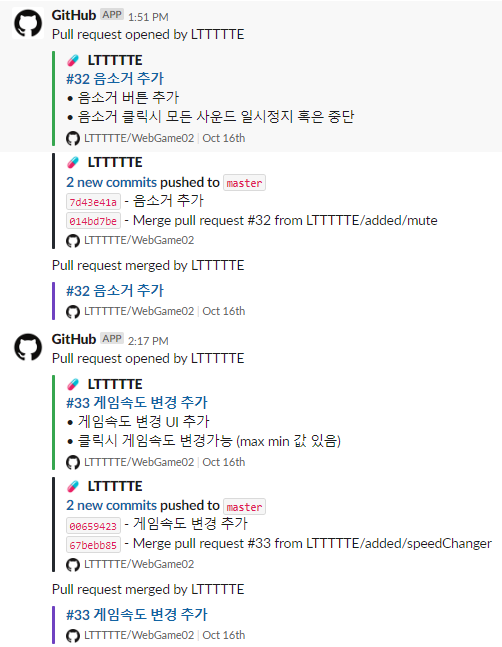 GitHub APP 1:51 PM
Pull request opened by LTTTTTE
LTTTTTE
#32 음소거 추가
• 음소거 버튼 추가
• 음소거 클릭시 모든 사운드 일시정지 혹은 중단
LTTTTTE/WebGame02 | Oct 16th
LTTTTTE
2 new commits pushed to master
7d43e41a - 음소거 추가
014bd7be - Merge pull request #32 from LTTTTTE/added/mute
LTTTTTE/WebGame02
Pull request merged by LTTTTTE
#32 음소거 추가
LTTTTTE/WebGame02 | Oct 16th
GitHub APP 2:17 PM
Pull request opened by LTTTTTE
LTTTTTE
#33 게임속도 변경 추가
• 게임속도 변경 UI 추가
• 클릭시 게임속도 변경가능 (max min 값 있음)
LTTTTTE/WebGame02 | Oct 16th
LTTTTTE
2 new commits pushed to master
00659423 - 게임속도 변경 추가
67bebb85 - Merge pull request #33 from LTTTTTE/added/speedChanger
LTTTTTE/WebGame02
Pull request merged by LTTTTTE
#33 게임속도 변경 추가
LTTTTTE/WebGame02 | Oct 16th